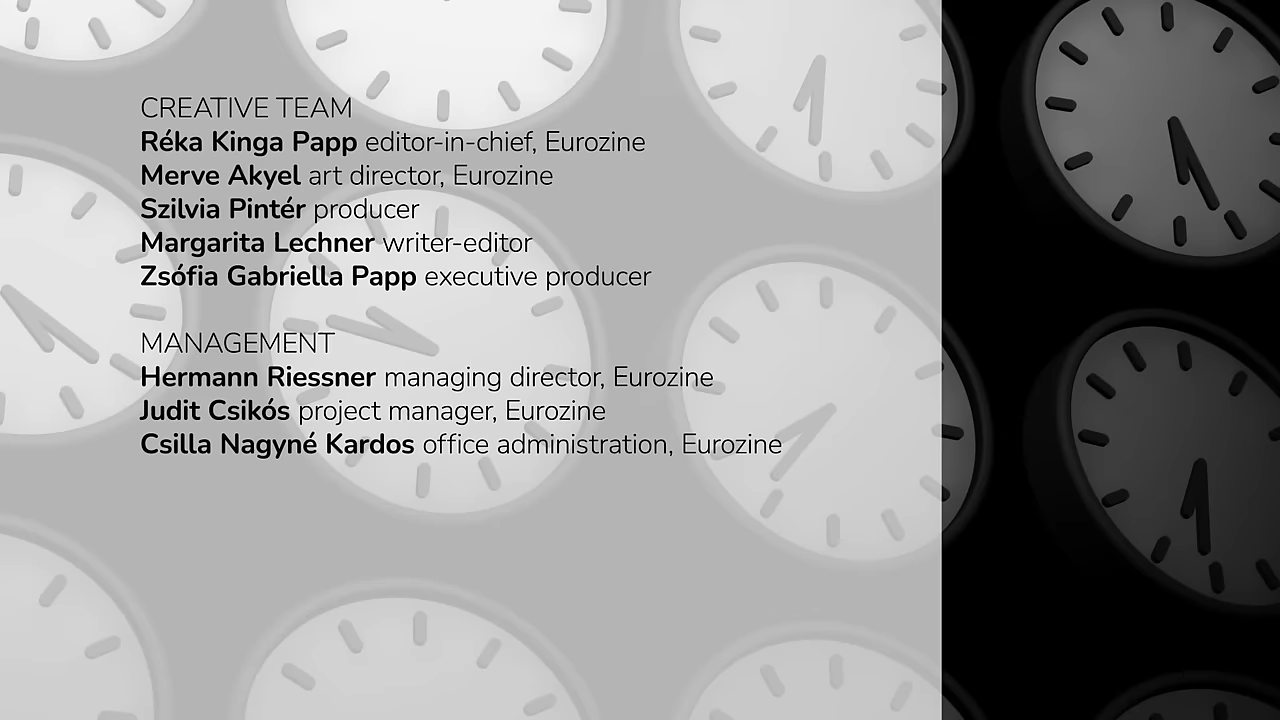 CREATIVE TEAM
Réka Kinga Papp editor-in-chief, Eurozine
Merve Akyel art director, Eurozine
Szilvia Pintér producer
Margarita Lechner writer-editor
Zsófia Gabriella Papp executive producer
MANAGEMENT
Hermann Riessner managing director, Eurozine
Judit Csikós project manager, Eurozine
Csilla Nagyné Kardos office administration, Eurozine